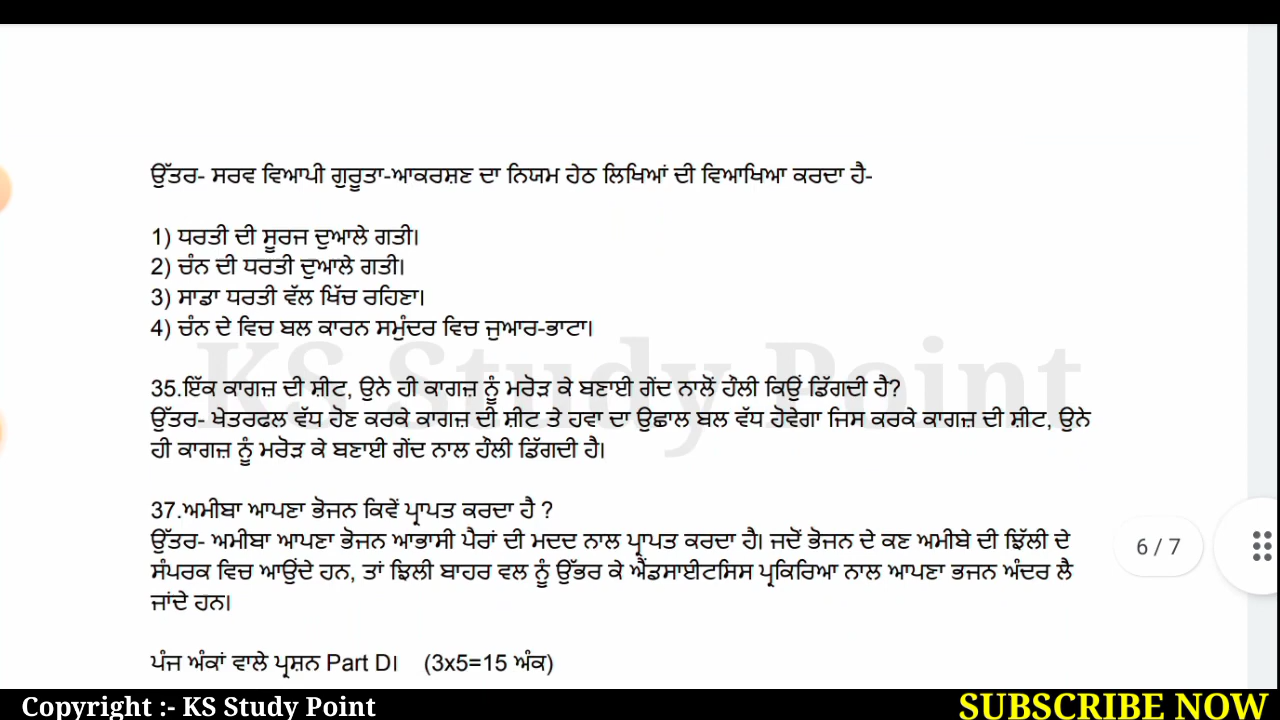 ਉੱਤਰ- ਸਰਵ ਵਿਆਪੀ ਗੁਰੂਤਾ-ਆਕਰਸ਼ਣ ਦਾ ਨਿਯਮ ਹੇਠ ਲਿਖਿਆਂ ਦੀ ਵਿਆਖਿਆ ਕਰਦਾ ਹੈ-
1) ਧਰਤੀ ਦੀ ਸੂਰਜ ਦੁਆਲੇ ਗਤੀ।
2) ਚੰਨ ਦੀ ਧਰਤੀ ਦੁਆਲੇ ਗਤੀ।
3) ਸਾਡਾ ਧਰਤੀ ਵੱਲ ਖਿੱਚ ਰਹਿਣਾ।
4) ਚੰਨ ਦੇ ਵਿਚ ਬਲ ਕਾਰਨ ਸਮੁੰਦਰ ਵਿਚ ਜੁਆਰ-ਭਾਟਾ।
KS Study Point
35.ਇੱਕ ਕਾਗਜ਼ ਦੀ ਸ਼ੀਟ, ਉਨੇ ਹੀ ਕਾਗਜ਼ ਨੂੰ ਮਰੋੜ ਕੇ ਬਣਾਈ ਗੇਂਦ ਨਾਲੋਂ ਹੌਲੀ ਕਿਉਂ ਡਿੱਗਦੀ ਹੈ?
ਉੱਤਰ- ਖੇਤਰਫਲ ਵੱਧ ਹੋਣ ਕਰਕੇ ਕਾਗਜ਼ ਦੀ ਸ਼ੀਟ ਤੇ ਹਵਾ ਦਾ ਉਛਾਲ ਬਲ ਵੱਧ ਹੋਵੇਗਾ ਜਿਸ ਕਰਕੇ ਕਾਗਜ਼ ਦੀ ਸ਼ੀਟ, ਉਨੇ
ਹੀ ਕਾਗਜ਼ ਨੂੰ ਮਰੋੜ ਕੇ ਬਣਾਈ ਗੇਂਦ ਨਾਲ ਹੌਲੀ ਡਿੱਗਦੀ ਹੈ।
37.ਅਮੀਬਾ ਆਪਣਾ ਭੋਜਨ ਕਿਵੇਂ ਪ੍ਰਾਪਤ ਕਰਦਾ ਹੈ ?
ਉੱਤਰ- ਅਮੀਬਾ ਆਪਣਾ ਭੋਜਨ ਆਭਾਸੀ ਪੈਰਾਂ ਦੀ ਮਦਦ ਨਾਲ ਪ੍ਰਾਪਤ ਕਰਦਾ ਹੈ। ਜਦੋਂ ਭੋਜਨ ਦੇ ਕਣ ਅਮੀਬੇ ਦੀ ਝਿੱਲੀ ਦੇ
ਸੰਪਰਕ ਵਿਚ ਆਉਂਦੇ ਹਨ, ਤਾਂ ਝਿਲੀ ਬਾਹਰ ਵਲ ਨੂੰ ਉੱਭਰ ਕੇ ਐਂਡਸਾਈਟਸਿਸ ਪ੍ਰਕਿਰਿਆ ਨਾਲ ਆਪਣਾ ਭਜਨ ਅੰਦਰ ਲੈ
ਜਾਂਦੇ ਹਨ।
6 / 7
ਪੰਜ ਅੰਕਾਂ ਵਾਲੇ ਪ੍ਰਸ਼ਨ Part D। (3x5=15 ਅੰਕ)
Copyright :- KS Study Point
SUBSCRIBE NOW